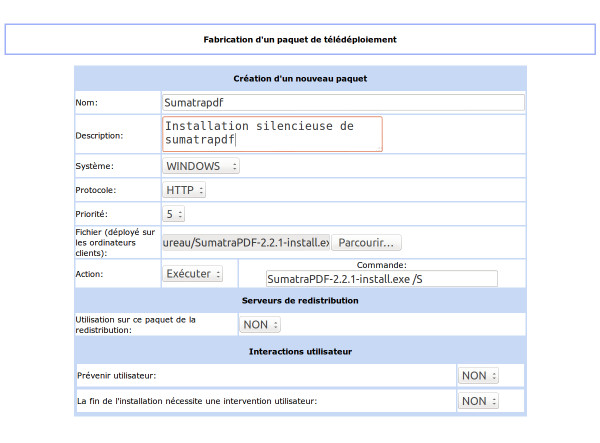 Fabrication d'un paquet de télédéploiement
Création d'un nouveau paquet
Nom: Sumatrapdf
Description: Installation silencieuse de
sumatrapdf
Système: WINDOWS
Protocole: HTTP
Priorité: 5
Fichier (déployé sur
les ordinateurs
clients): ureau/SumatraPDF-2.2.1-install.ex Parcourir...
Action: Exécuter
Commande:
SumatraPDF-2.2.1-install.exe /S
Serveurs de redistribution
Utilisation sur ce paquet de la
redistribution: NON
Interactions utilisateur
Prévenir utilisateur: NON
La fin de l'installation nécessite une intervention utilisateur: NON